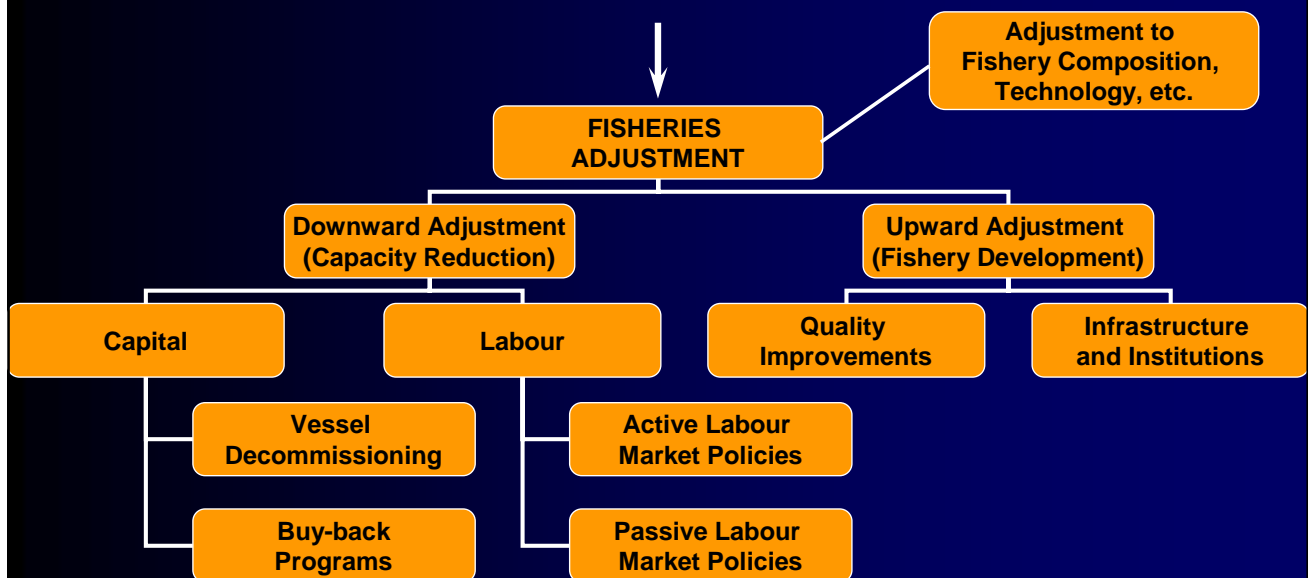 Adjustment to
Fishery Composition,
Technology, etc.
FISHERIES
ADJUSTMENT
Downward Adjustment
(Capacity Reduction)
Upward Adjustment
(Fishery Development)
Capital
Labour
Quality
Improvements
Infrastructure
and Institutions
Vessel
Decommissioning
Active Labour
Market Policies
Buy-back
Programs
Passive Labour
Market Policies